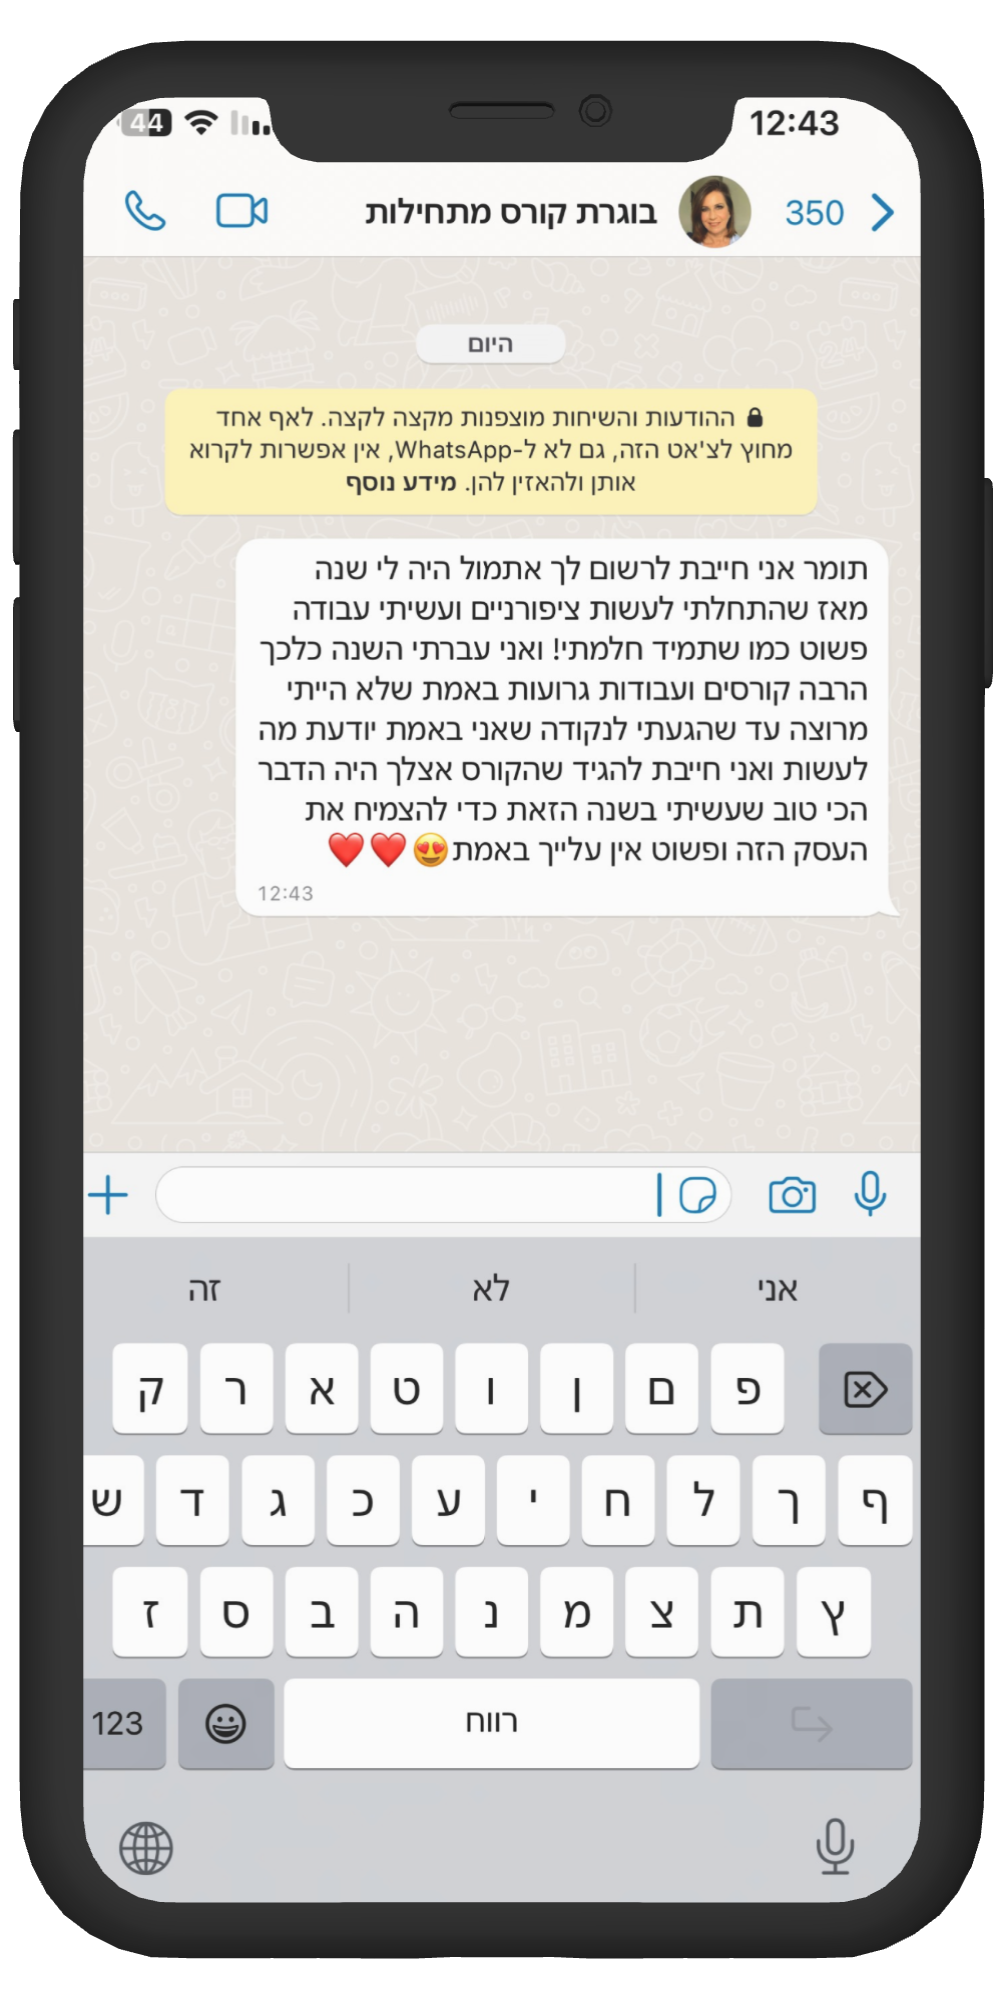 12:43
44
350
בוגרת קורס מתחילות
היום
ההודעות והשיחות מוצפנות מקצה לקצה. לאף אחד
מחוץ לצ'אט הזה, גם לא ל-WhatsApp, אין אפשרות לקרוא
אותן ולהאזין להן. מידע נוסף
תומר אני חייבת לרשום לך אתמול היה לי שנה
מאז שהתחלתי לעשות ציפורניים ועשיתי עבודה
פשוט כמו שתמיד חלמתי! ואני עברתי השנה כלכך
הרבה קורסים ועבודות גרועות באמת שלא הייתי
מרוצה עד שהגעתי לנקודה שאני באמת יודעת מה
לעשות ואני חייבת להגיד שהקורס אצלך היה הדבר
הכי טוב שעשיתי בשנה הזאת כדי להצמיח את
העסק הזה ופשוט אין עלייך באמת😍❤️❤️
12:43
אני לא זה
פ ם ן ו ט א ר ק
ף ך ל ח י ע כ ג ד ש
ץ ת צ מ נ ה ב ס ז
רווח 123